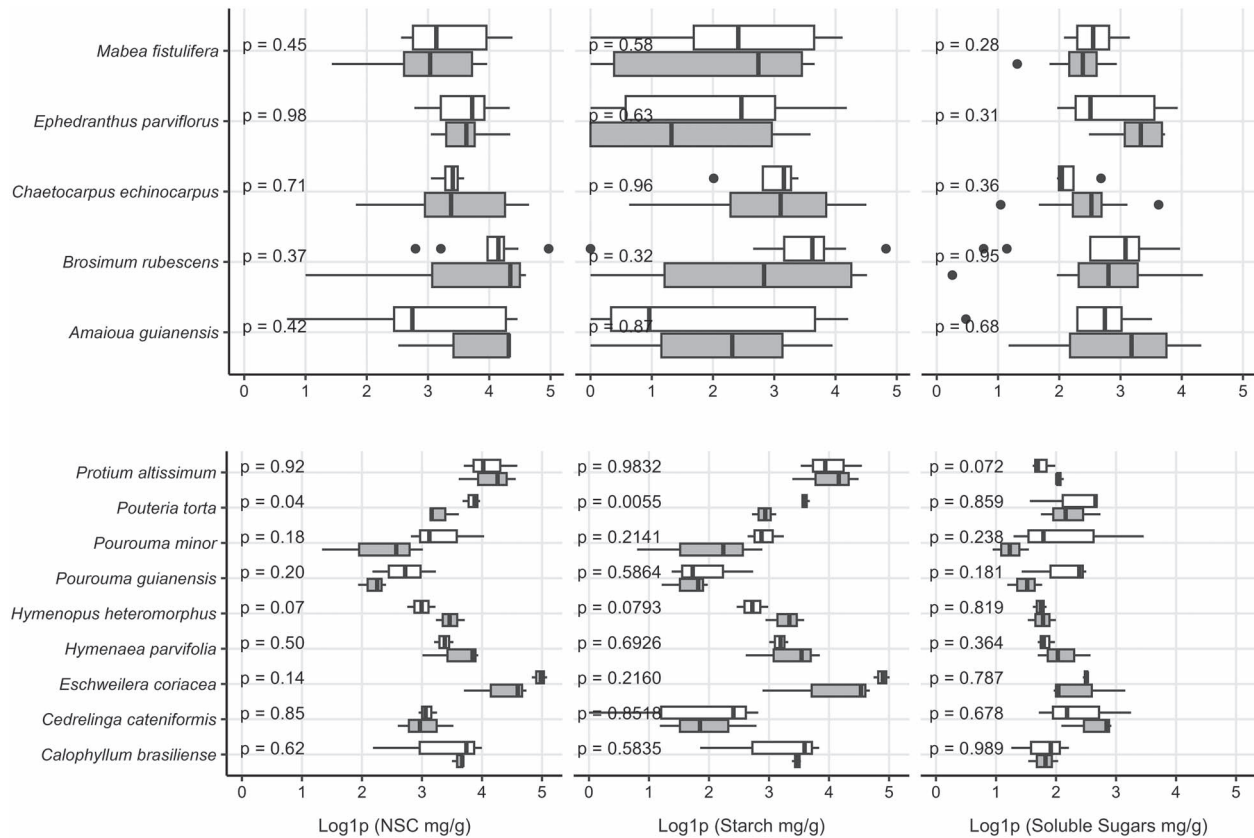 Mabea fistulifera p = 0.45 p = 0.58 p = 0.28
Ephedranthus parviflorus p = 0.98 p = 0.63 p = 0.31
Chaetocarpus echinocarpus p = 0.71 p = 0.96 p = 0.36
Brosimum rubescens p = 0.37 p = 0.32 p = 0.95
Amaioua guianensis p = 0.42 p = 0.87 p = 0.68
0 1 2 3 4 5 0 1 2 3 4 5 0 1 2 3 4 5
Protium altissimum p = 0.92 p = 0.9832 p = 0.072
Pouteria torta p = 0.04 p = 0.0055 p = 0.859
Pourouma minor p = 0.18 p = 0.2141 p = 0.238
Pourouma guianensis p = 0.20 p = 0.5864 p = 0.181
Hymenopus heteromorphus p = 0.07 p = 0.0793 p = 0.819
Hymenaea parvifolia p = 0.50 p = 0.6926 p = 0.364
Eschweilera coriacea p = 0.14 p = 0.2160 p = 0.787
Cedrelinga cateniformis p = 0.85 p = 0.8518 p = 0.678
Calophyllum brasiliense p = 0.62 p = 0.5835 p = 0.989
0 1 2 3 4 5 0 1 2 3 4 5 0 1 2 3 4 5
Log1p (NSC mg/g) Log1p (Starch mg/g) Log1p (Soluble Sugars mg/g)